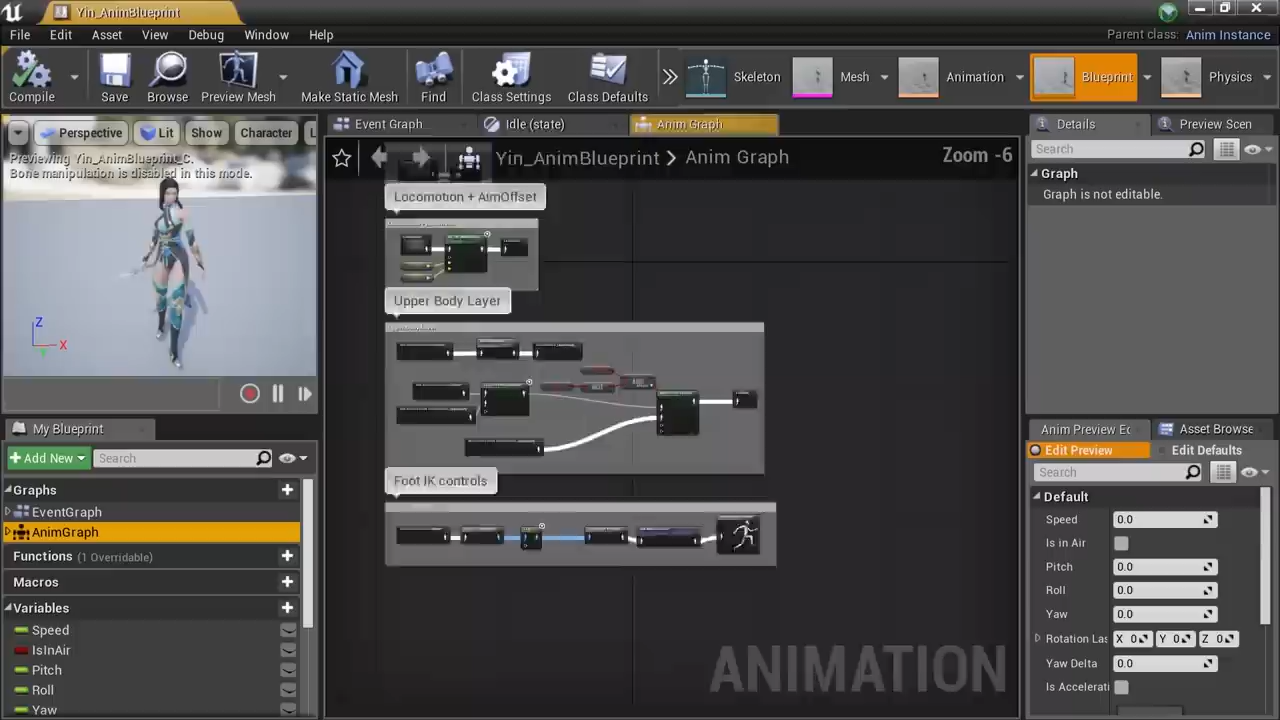 Yin_AnimBlueprint
File Edit Asset View Debug Window Help
Parent class: Anim Instance
Compile Save Browse Preview Mesh Make Static Mesh Find Class Settings Class Defaults
Skeleton Mesh Animation Blueprint Physics
Perspective Lit Show Character L
Previewing Yin_AnimBlueprint_C.
Bone manipulation is disabled in this mode.
Z
X
Event Graph Idle (state) Anim Graph
Yin_AnimBlueprint Anim Graph
Zoom -6
Locomotion + AimOffset
Upper Body Layer
Foot IK controls
ANIMATION
My Blueprint
Add New Search
Graphs
EventGraph
AnimGraph
Functions (1 Overridable)
Macros
Variables
Speed
IsInAir
Pitch
Roll
Yaw
Details Preview Scen
Search
Graph
Graph is not editable.
Anim Preview Ec Asset Browse
Edit Preview Edit Defaults
Search
Default
Speed 0.0
Is in Air
Pitch 0.0
Roll 0.0
Yaw 0.0
Rotation Las X 0 Y 0 Z 0
Yaw Delta 0.0
Is Accelerati